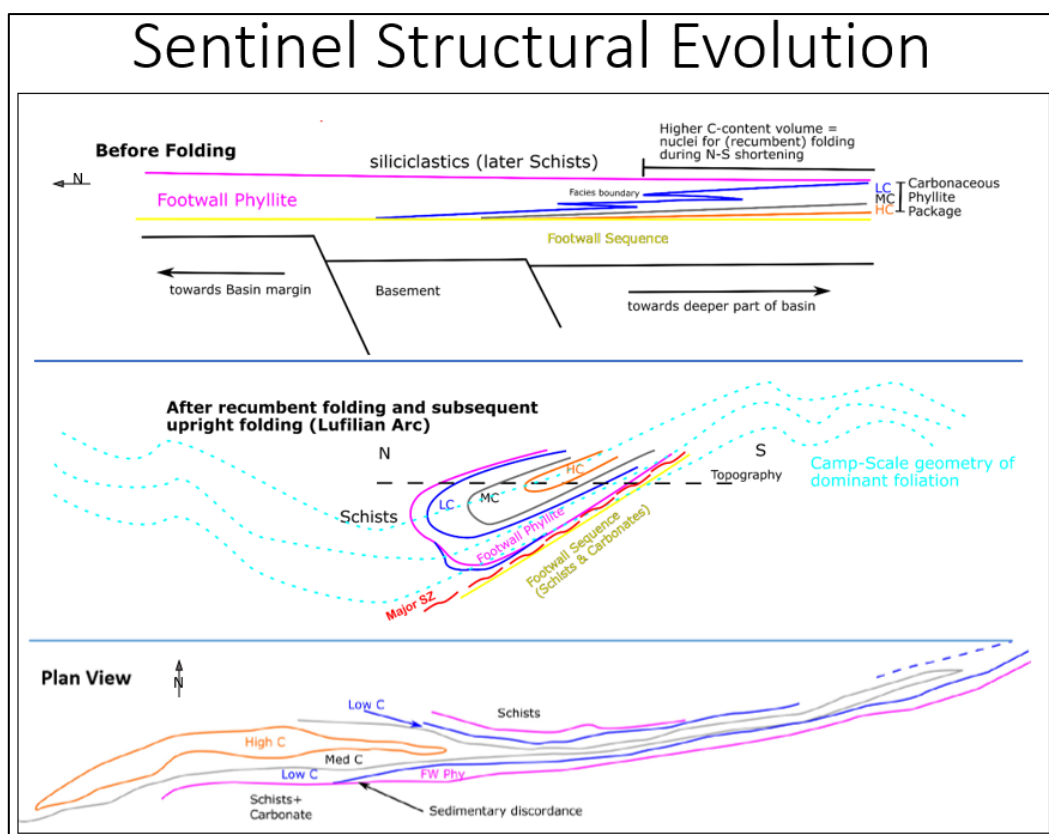 Sentinel Structural Evolution
Before Folding
N
siliciclastics (later Schists)
Higher C-content volume =
nuclei for (recumbent) folding
during N-S shortening
Footwall Phyllite
Facies boundary
LC
MC
HC
Carbonaceous
Phyllite
Package
Footwall Sequence
towards Basin margin
Basement
towards deeper part of basin
After recumbent folding and subsequent
upright folding (Lufilian Arc)
N
S
HC
Topography
Camp-Scale geometry of
dominant foliation
LC
MC
Schists
Footwall Phyllite
Footwall Sequence
(Schists & Carbonates)
Major SZ
Plan View
N
Low C
Schists
High C
Med C
Low C
FW Phy
Schists+
Carbonate
Sedimentary discordance